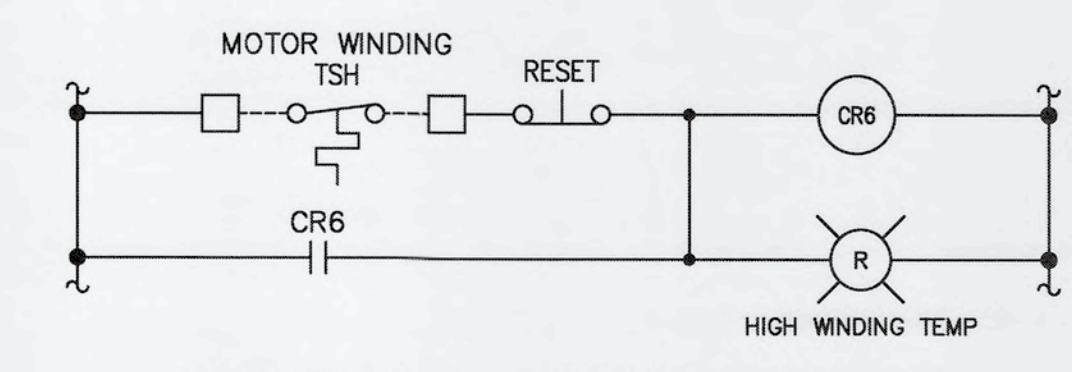 MOTOR WINDING
TSH
RESET
CR6
CR6
R
HIGH WINDING TEMP